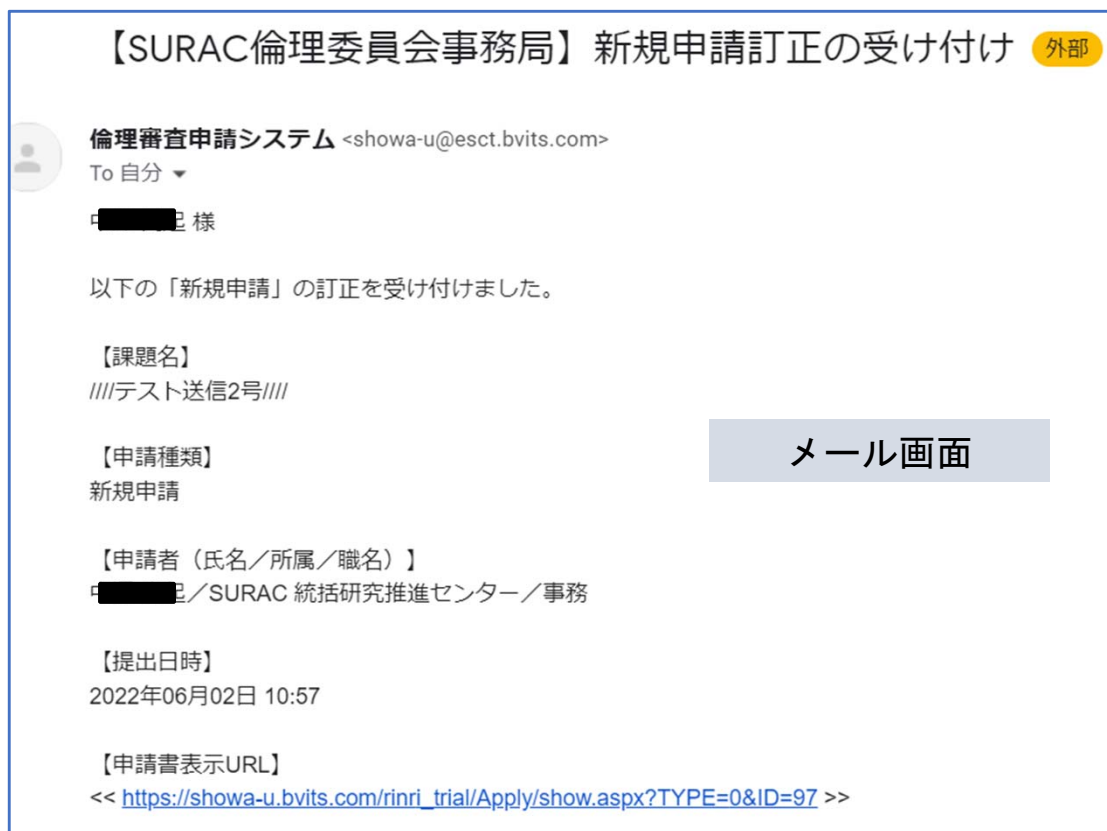 【SURAC倫理委員会事務局】新規申請訂正の受け付け 外部
倫理審査申請システム <showa-u@esct.bvits.com>
To 自分
様
以下の「新規申請」の訂正を受け付けました。
【課題名】
////テスト送信2号////
メール画面
【申請種類】
新規申請
【申請者（氏名／所属／職名）】
／SURAC 統括研究推進センター／事務
【提出日時】
2022年06月02日 10:57
【申請書表示URL】
<< https://showa-u.bvits.com/rinri_trial/Apply/show.aspx?TYPE=0&ID=97 >>